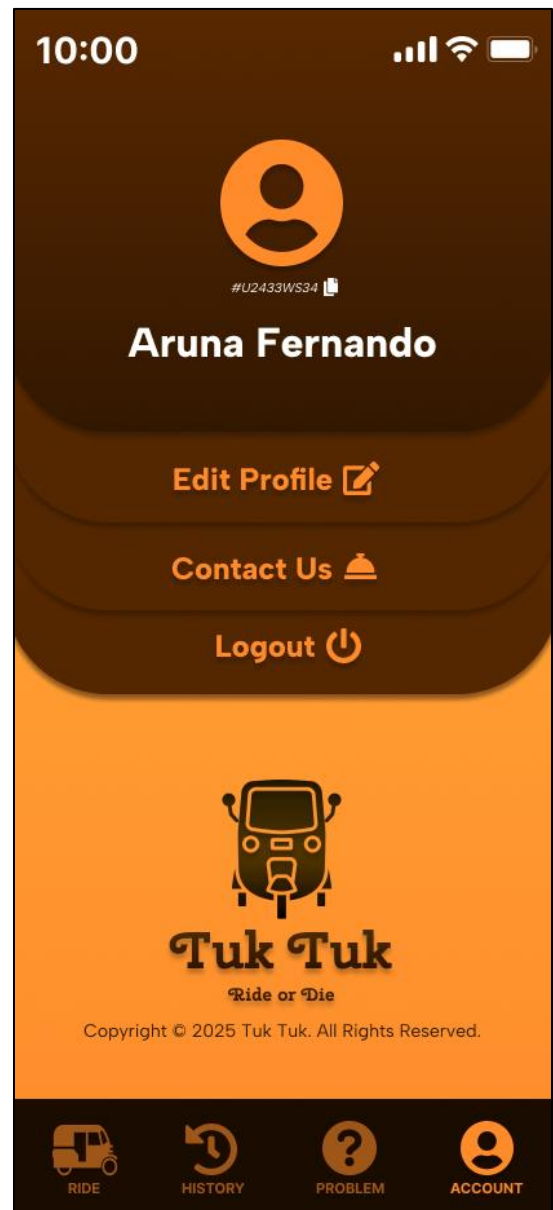 10:00
#U2433WS34
Aruna Fernando
Edit Profile
Contact Us
Logout
Tuk Tuk
Ride or Die
Copyright © 2025 Tuk Tuk. All Rights Reserved.
RIDE HISTORY PROBLEM ACCOUNT